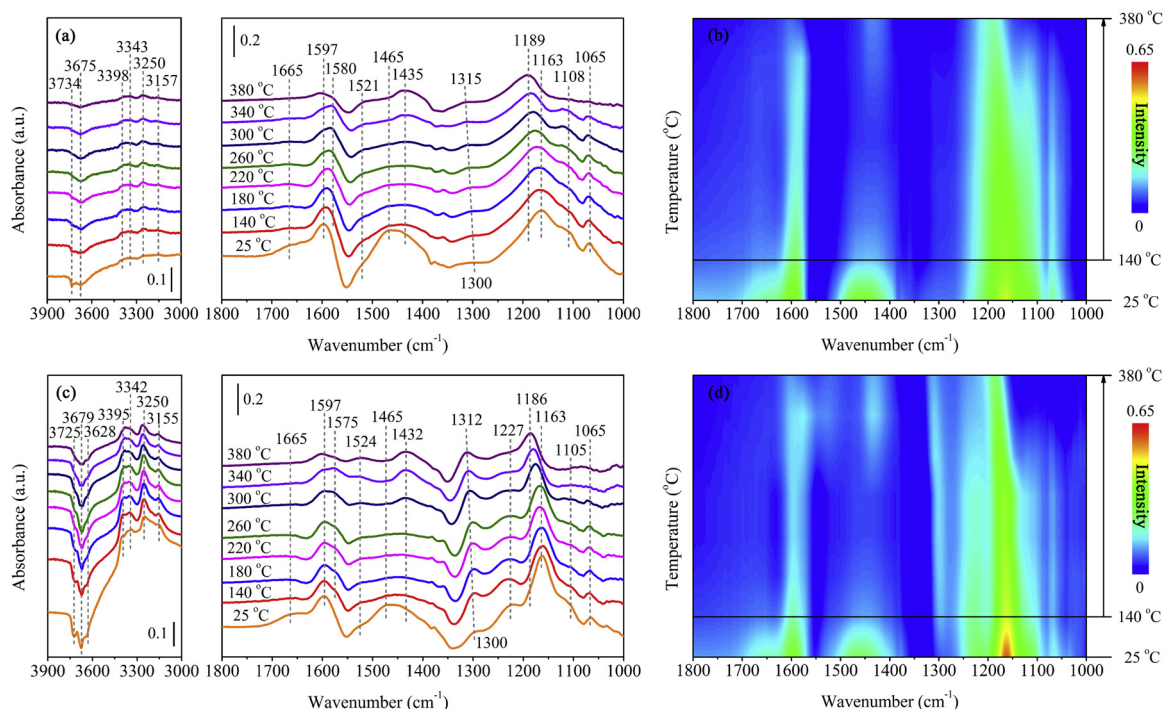 (a)
3343
3675
3250
3398
3157
3734
0.1
Absorbance (a.u.)
3900 3600 3300 3000
0.2
1189
1597
1465
1163
1065
1665
1580
1435
1315
1108
1521
380 °C
340 °C
300 °C
260 °C
220 °C
180 °C
140 °C
25 °C
1300
1800 1700 1600 1500 1400 1300 1200 1100 1000
Wavenumber (cm-1)
(b)
Temperature (°C)
1800 1700 1600 1500 1400 1300 1200 1100 1000
Wavenumber (cm-1)
380 °C
0.65
Intensity
0
140 °C
25 °C
(c)
3342
3679
3395
3250
3725
3628
3155
0.1
Absorbance (a.u.)
3900 3600 3300 3000
0.2
1186
1597
1465
1312
1163
1575
1432
1227
1065
1665
1524
1105
380 °C
340 °C
300 °C
260 °C
220 °C
180 °C
140 °C
25 °C
1300
1800 1700 1600 1500 1400 1300 1200 1100 1000
Wavenumber (cm-1)
(d)
Temperature (°C)
1800 1700 1600 1500 1400 1300 1200 1100 1000
Wavenumber (cm-1)
380 °C
0.65
Intensity
0
140 °C
25 °C